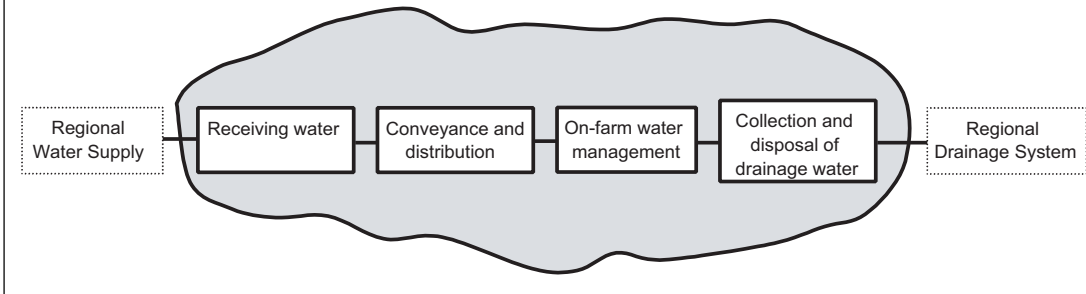 Regional
Water Supply
Receiving water
Conveyance and
distribution
On-farm water
management
Collection and
disposal of
drainage water
Regional
Drainage System